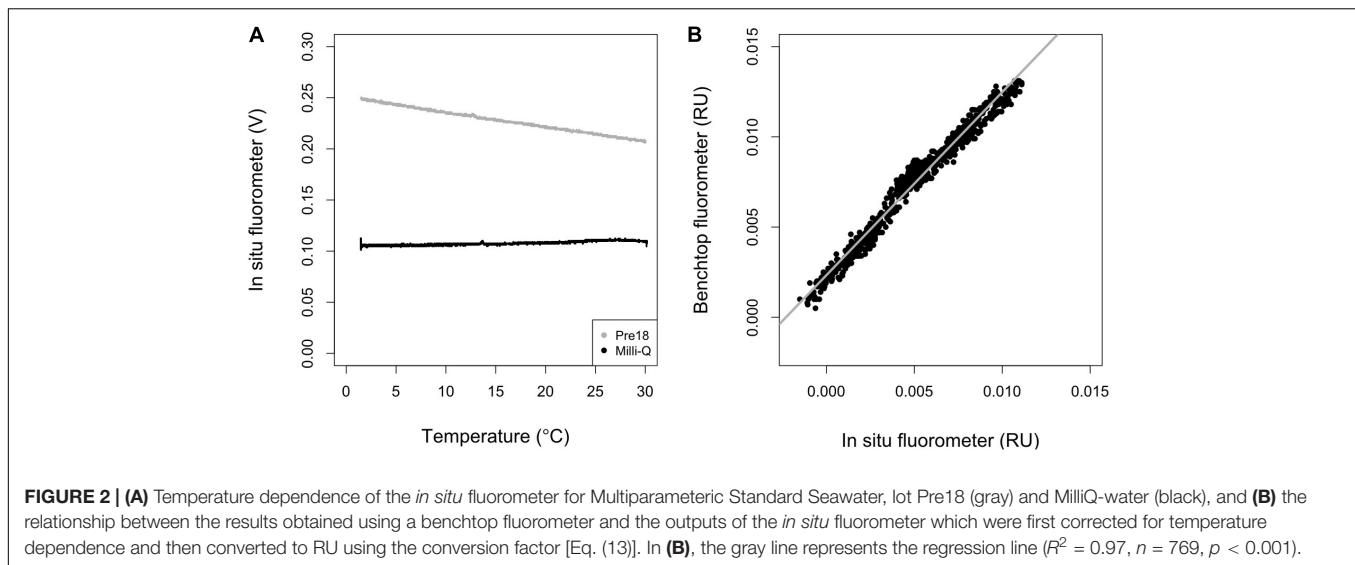 A
In situ fluorometer (V)
0.30
0.25
0.20
0.15
0.10
0.05
0.00
Pre18
Milli-Q
0 5 10 15 20 25 30
Temperature (°C)
B
Benchtop fluorometer (RU)
0.015
0.010
0.005
0.000
0.000 0.005 0.010 0.015
In situ fluorometer (RU)
FIGURE 2 | (A) Temperature dependence of the in situ fluorometer for Multiparameteric Standard Seawater, lot Pre18 (gray) and MilliQ-water (black), and (B) the
relationship between the results obtained using a benchtop fluorometer and the outputs of the in situ fluorometer which were first corrected for temperature
dependence and then converted to RU using the conversion factor [Eq. (13)]. In (B), the gray line represents the regression line (R² = 0.97, n = 769, p < 0.001).